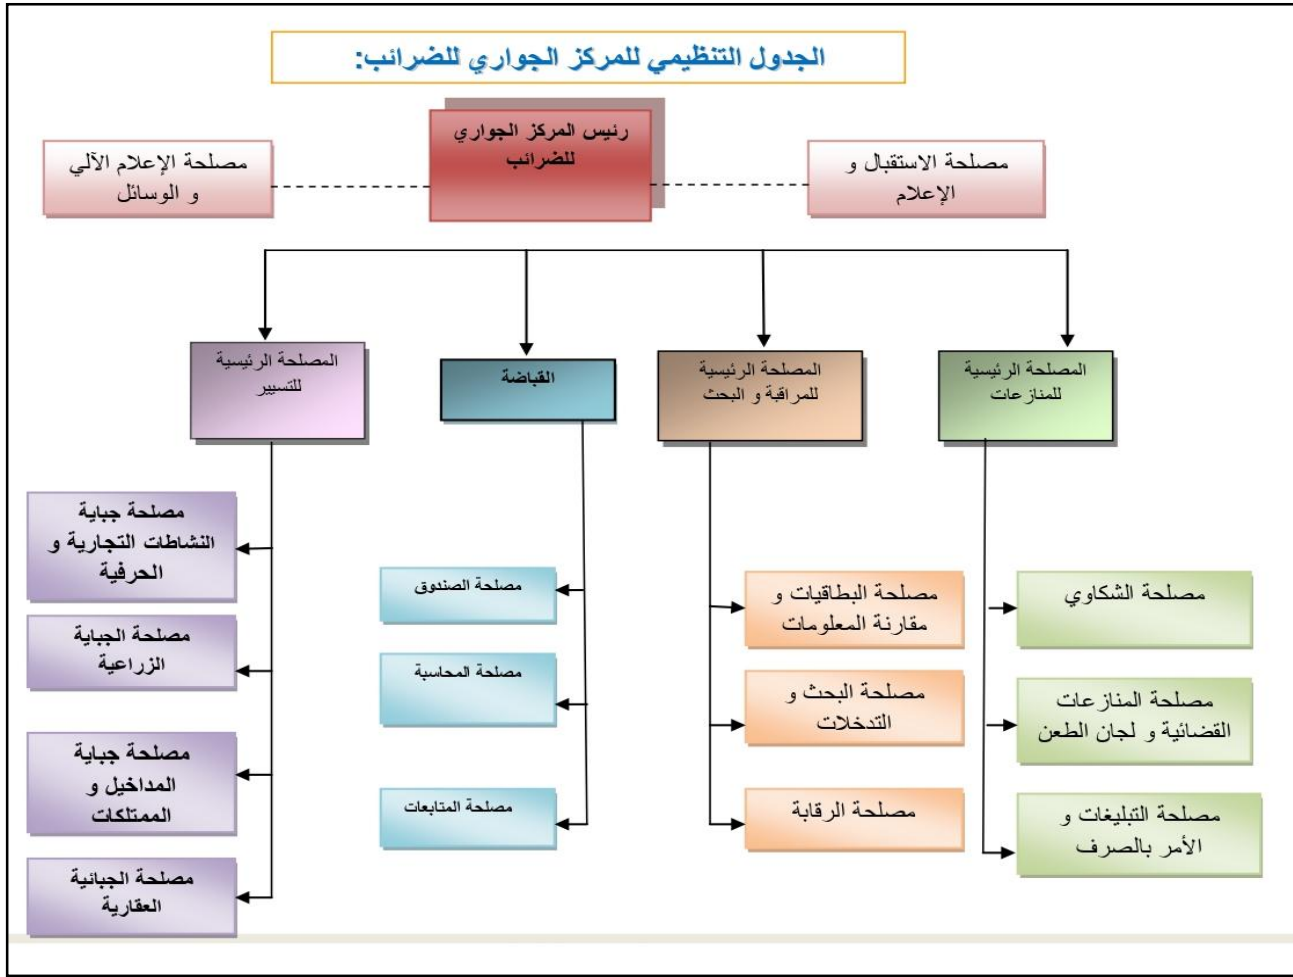 الجدول التنظيمي للمركز الجواري للضرائب:
رئيس المركز الجواري
للضرائب
مصلحة الاستقبال و
الإعلام
مصلحة الإعلام الآلي
و الوسائل
المصلحة الرئيسية
للمنازعات
المصلحة الرئيسية
للمراقبة و البحث
القباضة
المصلحة الرئيسية
للتسيير
مصلحة الشكاوي
مصلحة المنازعات
القضائية و لجان الطعن
مصلحة التبليغات و
الأمر بالصرف
مصلحة البطاقيات و
مقارنة المعلومات
مصلحة البحث و
التدخلات
مصلحة الرقابة
مصلحة الصندوق
مصلحة المحاسبة
مصلحة المتابعات
مصلحة جباية
النشاطات التجارية و
الحرفية
مصلحة الجباية
الزراعية
مصلحة جباية
المداخيل و
الممتلكات
مصلحة الجبائية
العقارية